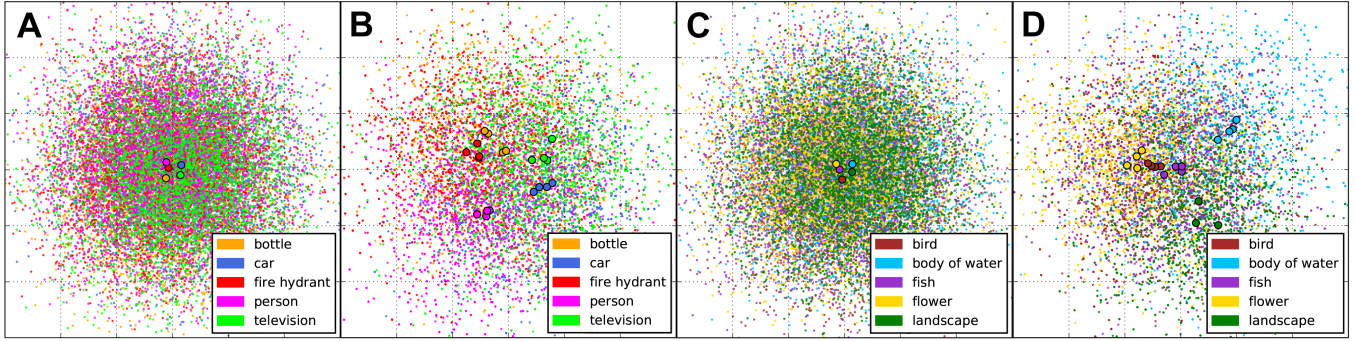 A
bottle
car
fire hydrant
person
television
B
bottle
car
fire hydrant
person
television
C
bird
body of water
fish
flower
landscape
D
bird
body of water
fish
flower
landscape